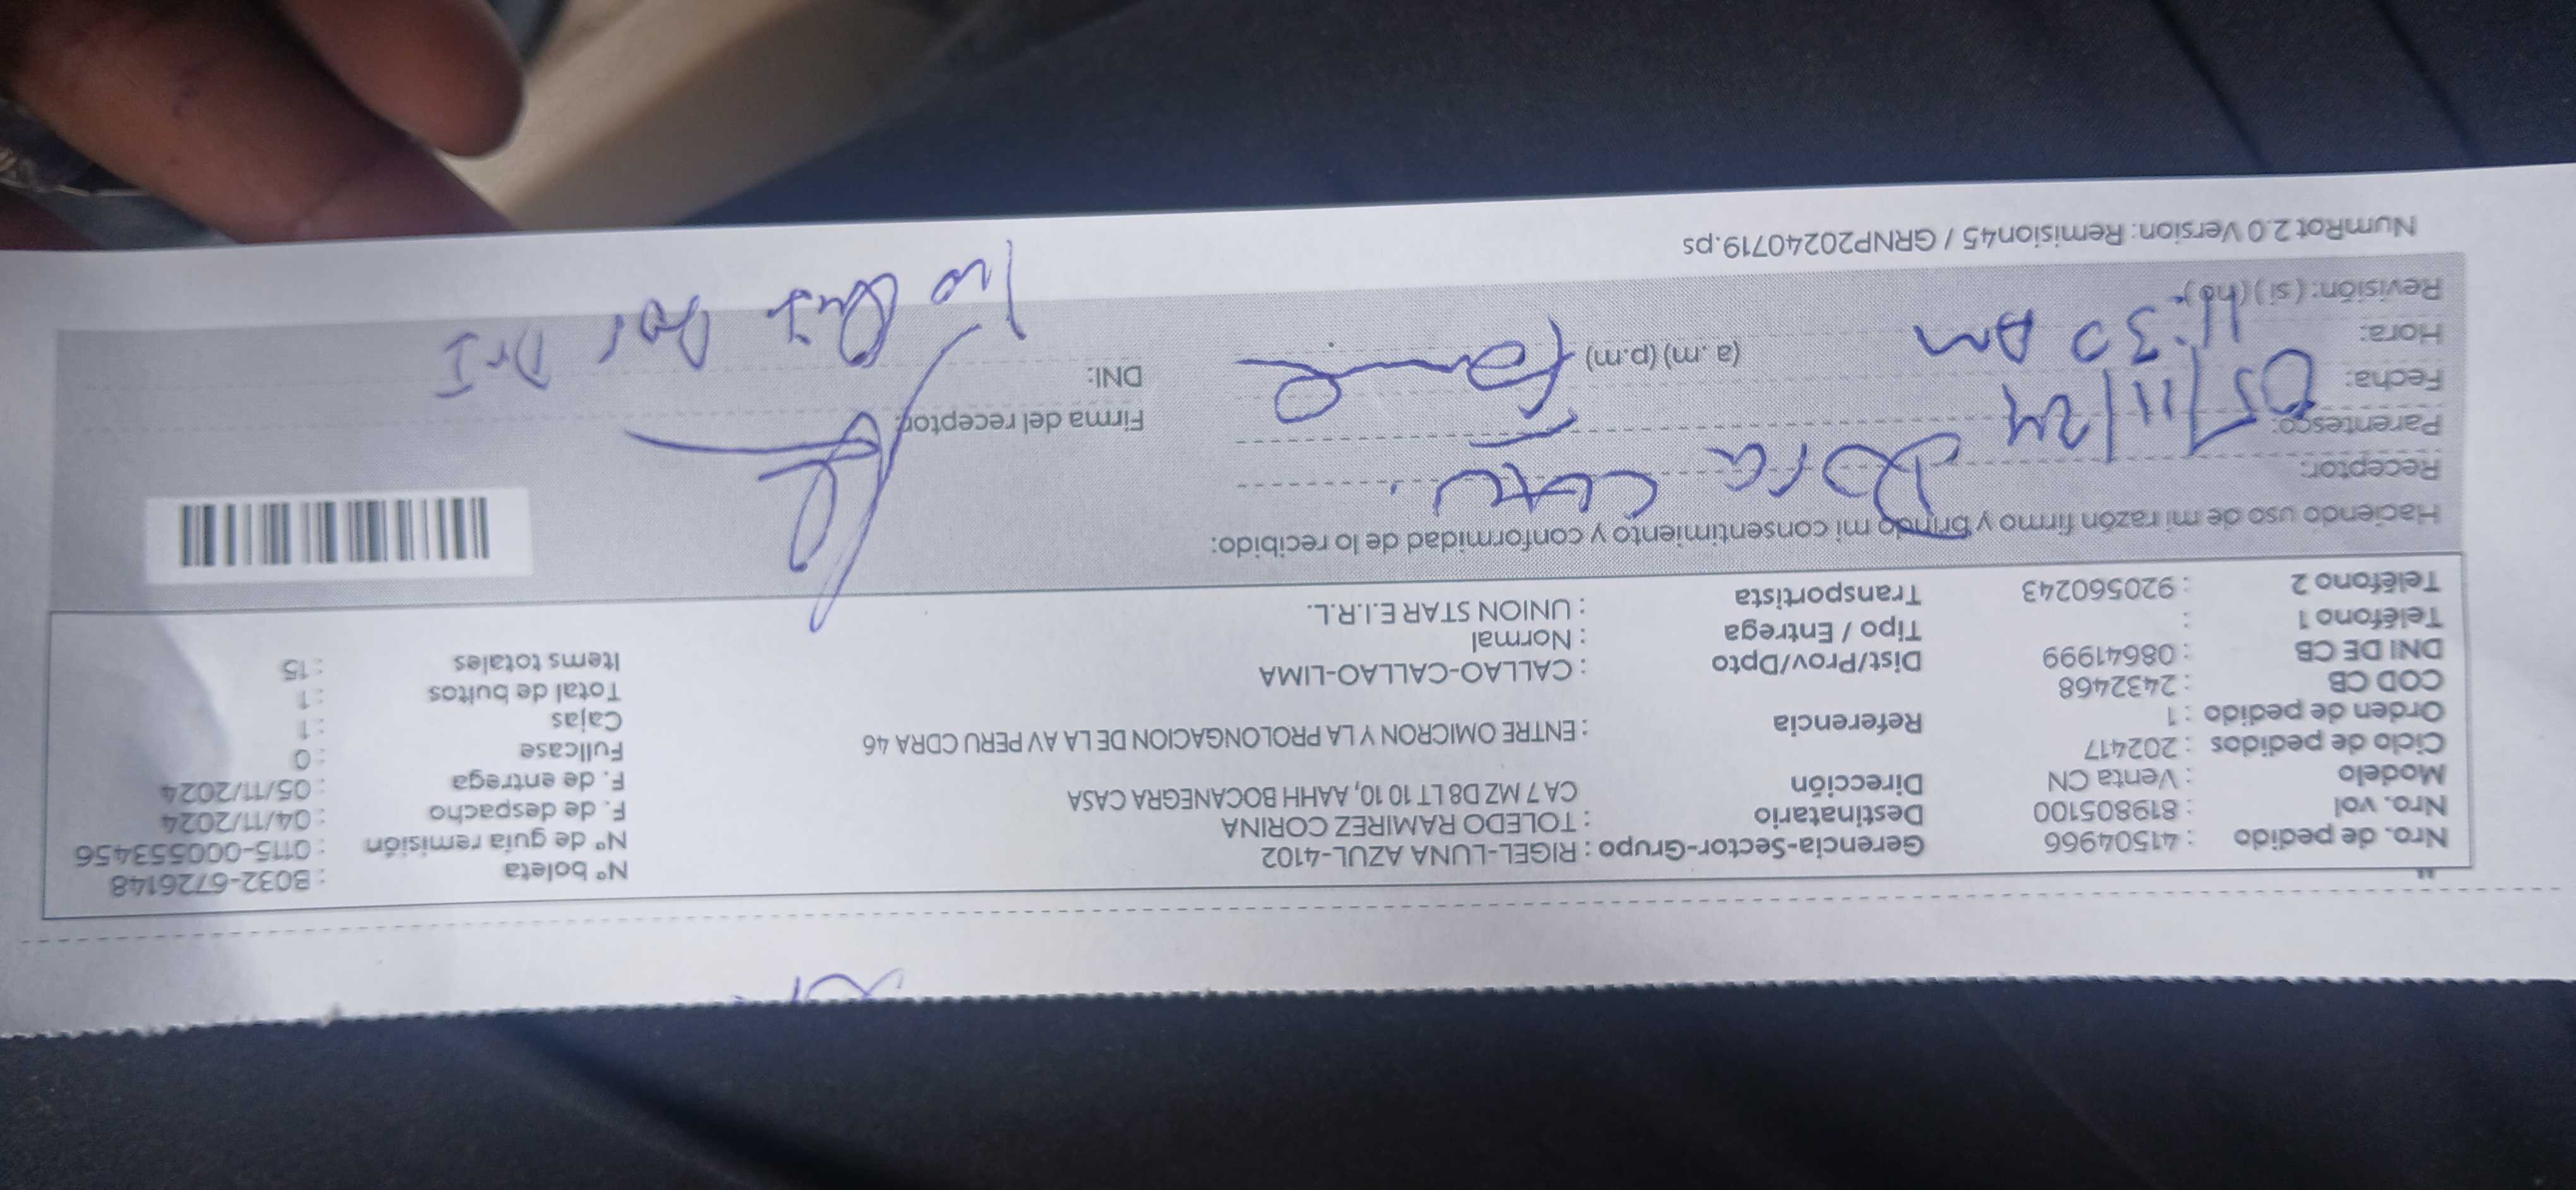 Nro. de pedido : 41504966 Gerencia-Sector-Grupo : RIGEL-LUNA AZUL-4102 N° boleta : B032-6726148
Nro. vol : 819805100 Destinatario : TOLEDO RAMIREZ CORINA N° de guía remisión : 0115-000553456
Modelo : Venta CN Dirección CA 7 MZ D8 LT 10 10, AAHH BOCANEGRA CASA F. de despacho : 04/11/2024
Ciclo de pedidos : 202417 F. de entrega : 05/11/2024
Orden de pedido : 1 Referencia : ENTRE OMICRON Y LA PROLONGACION DE LA AV PERU CDRA 46 Fullcase : 0
COD CB : 2432468 Cajas : 1
DNI DE CB : 08641999 Dist/Prov/Dpto : CALLAO-CALLAO-LIMA Total de bultos : 1
Teléfono 1 : Tipo / Entrega : Normal Items totales : 15
Teléfono 2 : 920560243 Transportista : UNION STAR E.I.R.L.
Haciendo uso de mi razón firmo y brindo mi consentimiento y conformidad de lo recibido:
Receptor:
Parentesco: Firma del receptor:
Fecha: 05/11/24 DNI:
Hora: 11:30 AM (a.m) (p.m)
Revisión: ( si ) ( no )
NumRot 2.0 Version: Remision45 / GRNP20240719.ps